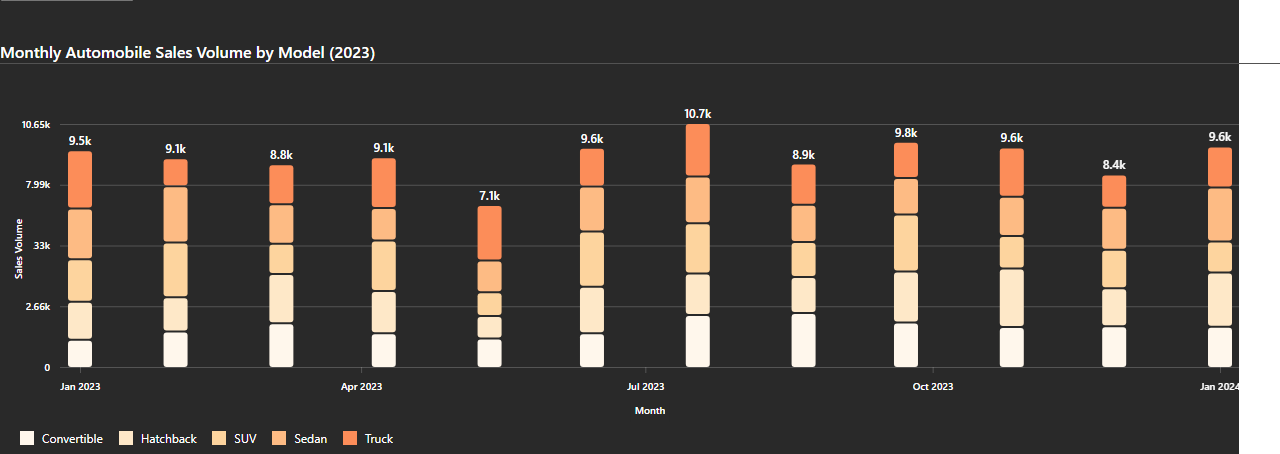 Monthly Automobile Sales Volume by Model (2023)
10.7k
10.65k
9.5k
9.1k
8.8k
9.1k
9.6k
8.9k
9.8k
9.6k
8.4k
9.6k
7.99k
7.1k
Sales Volume
33k
2.66k
0
Jan 2023
Apr 2023
Jul 2023
Oct 2023
Jan 2024
Month
Convertible
Hatchback
SUV
Sedan
Truck